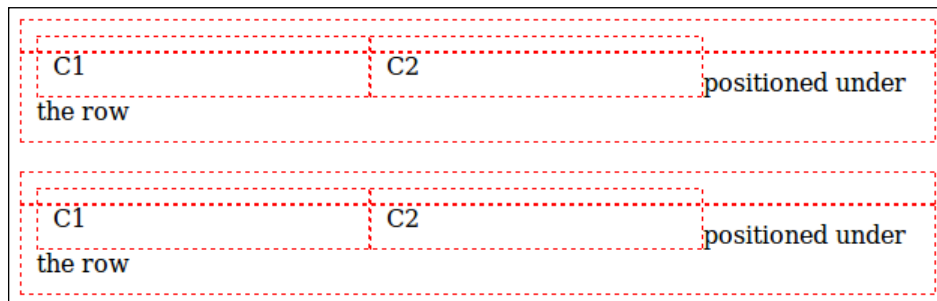 C1 C2
positioned under
the row
C1 C2
positioned under
the row